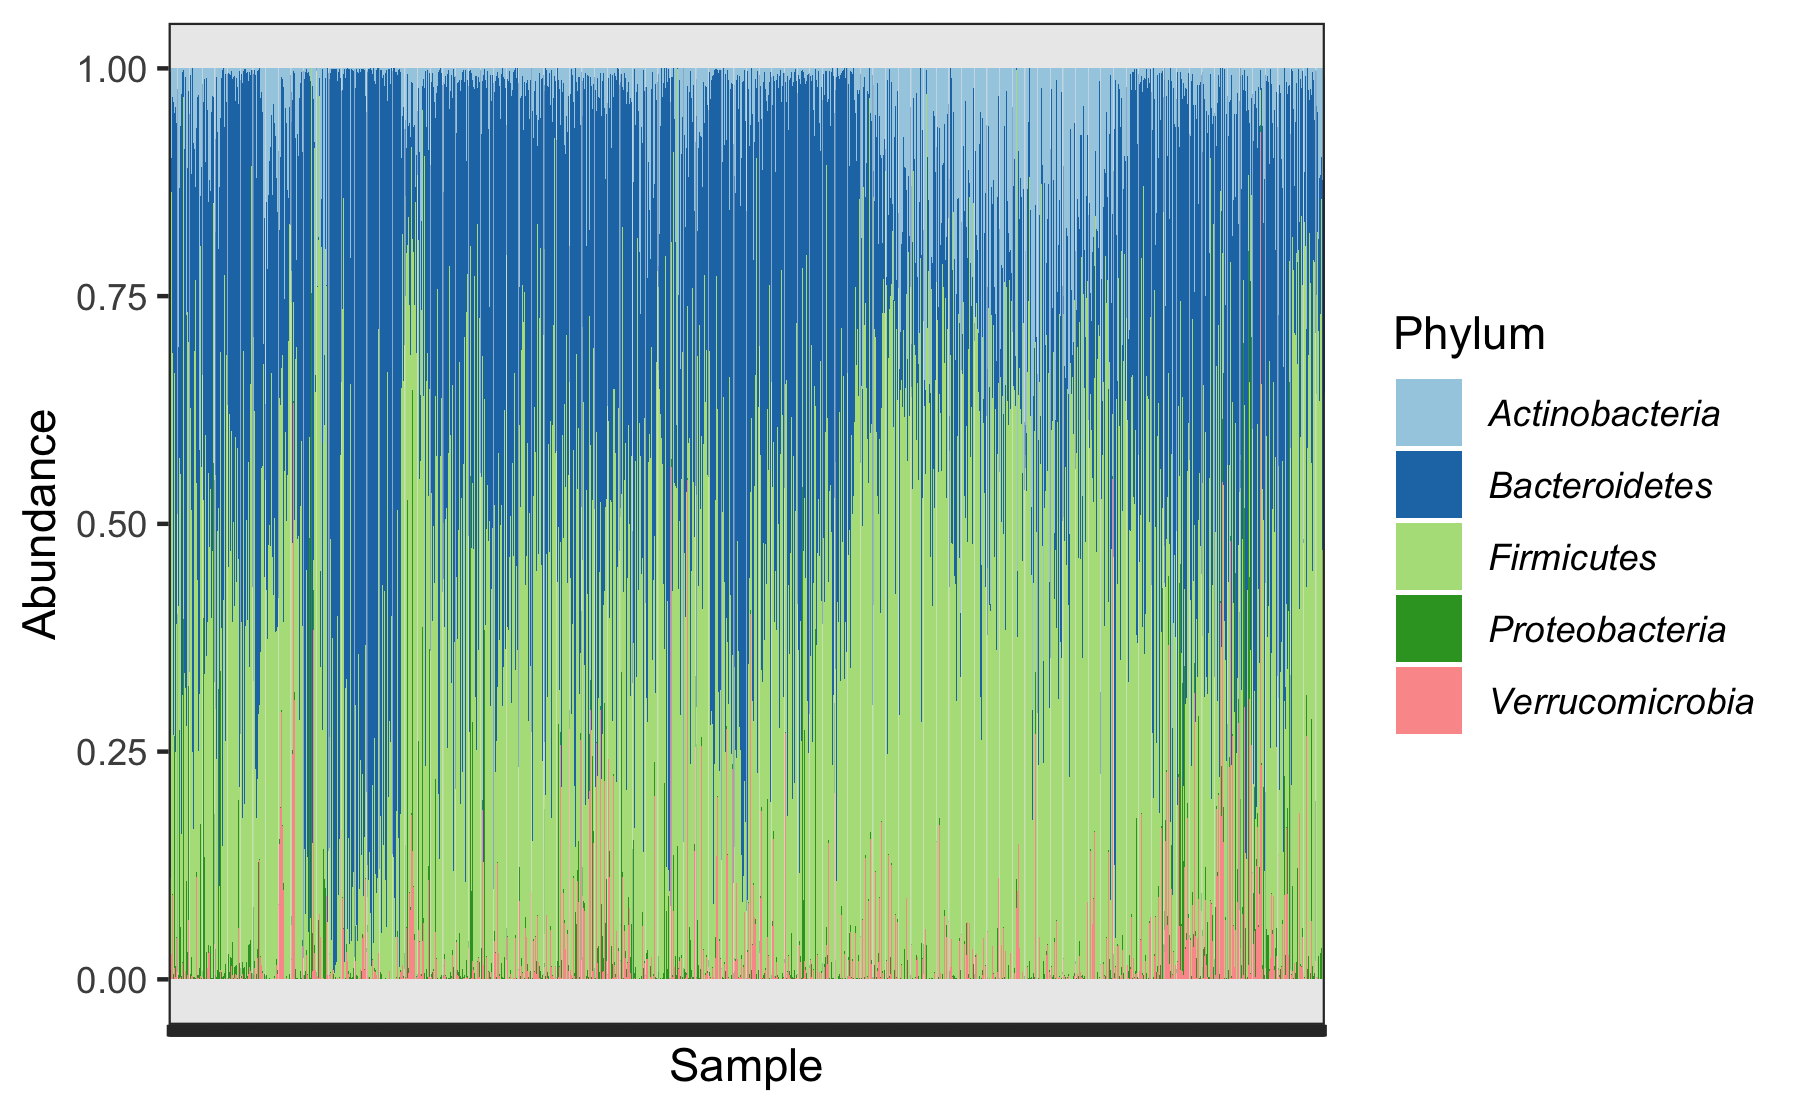 1.00
0.75
0.50
0.25
0.00
Abundance
Sample
Phylum
Actinobacteria
Bacteroidetes
Firmicutes
Proteobacteria
Verrucomicrobia